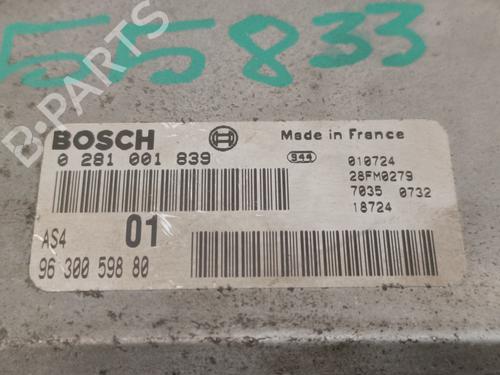 55833
B-PARTS
BOSCH
Made in France
0 281 001 839
944
010724
28FM0279
7035 0732
18724
AS4
01
96 300 598 80